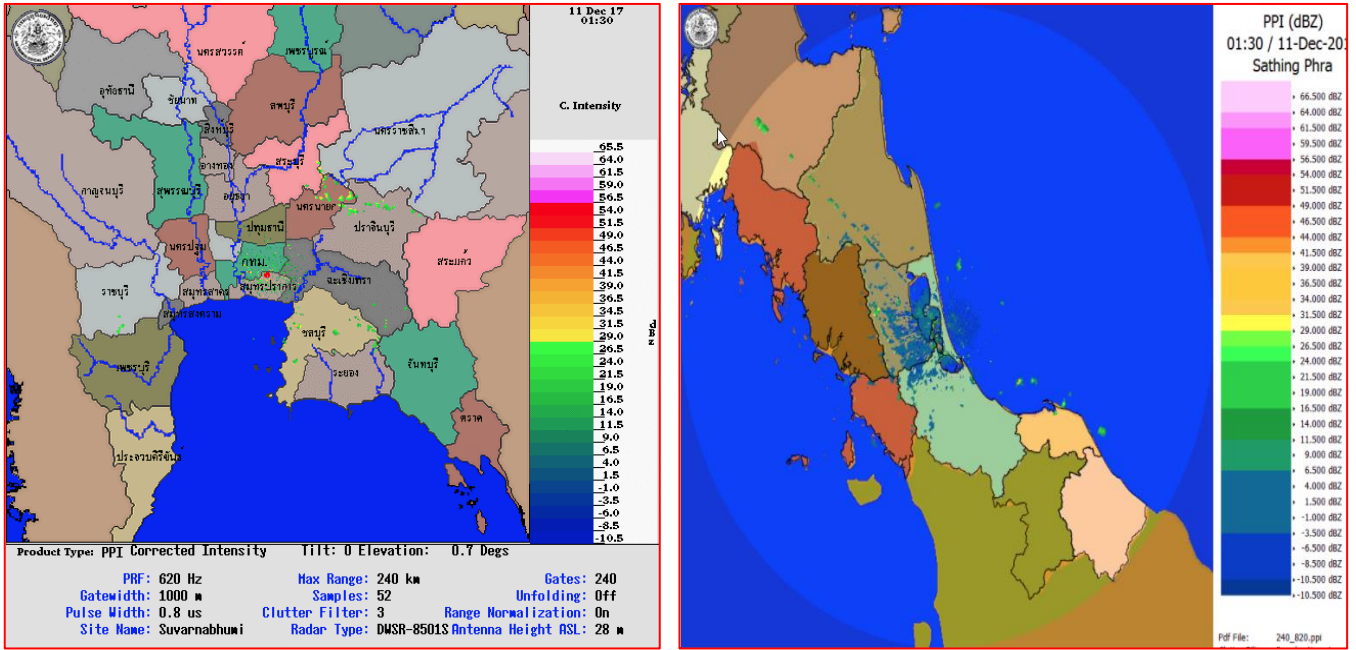 11 Dec 17
01:30
C. Intensity
65.5
64.0
61.5
59.0
56.5
54.0
51.5
49.0
46.5
44.0
41.5
39.0
36.5
34.5
31.5
29.0
26.5
24.0
21.5
19.0
16.5
14.0
11.5
9.0
6.5
4.0
1.5
-1.0
-3.5
-6.0
-8.5
-10.5
นครสวรรค์
เพชรบูรณ์
อุทัยธานี
ชัยนาท
ลพบุรี
สิงห์บุรี
นครราชสีมา
อ่างทอง
สระบุรี
กาญจนบุรี
สุพรรณบุรี
อยุธยา
นครนายก
ปราจีนบุรี
ปทุมธานี
นครปฐม
กทม.
สระแก้ว
ฉะเชิงเทรา
ราชบุรี
สมุทรสาคร
สมุทรปราการ
สมุทรสงคราม
ชลบุรี
เพชรบุรี
ระยอง
จันทบุรี
ตราด
ประจวบคีรีขันธ์
Product Type: PPI Corrected Intensity Tilt: 0 Elevation: 0.7 Degs
PRF: 620 Hz Max Range: 240 km Gates: 240
Gatewidth: 1000 m Samples: 52 Unfolding: Off
Pulse Width: 0.8 us Clutter Filter: 3 Range Normalization: On
Site Name: Suvarnabhumi Radar Type: DWSR-8501S Antenna Height ASL: 28 m
PPI (dBZ)
01:30 / 11-Dec-201
Sathing Phra
66.500 dBZ
64.000 dBZ
61.500 dBZ
59.500 dBZ
56.500 dBZ
54.000 dBZ
51.500 dBZ
49.000 dBZ
46.500 dBZ
44.000 dBZ
41.500 dBZ
39.000 dBZ
36.500 dBZ
34.000 dBZ
31.500 dBZ
29.000 dBZ
26.500 dBZ
24.000 dBZ
21.500 dBZ
19.000 dBZ
16.500 dBZ
14.000 dBZ
11.500 dBZ
9.000 dBZ
6.500 dBZ
4.000 dBZ
1.500 dBZ
-1.000 dBZ
-3.500 dBZ
-8.500 dBZ
-10.500 dBZ
-10.500 dBZ
Pdf File: 240_820.ppi